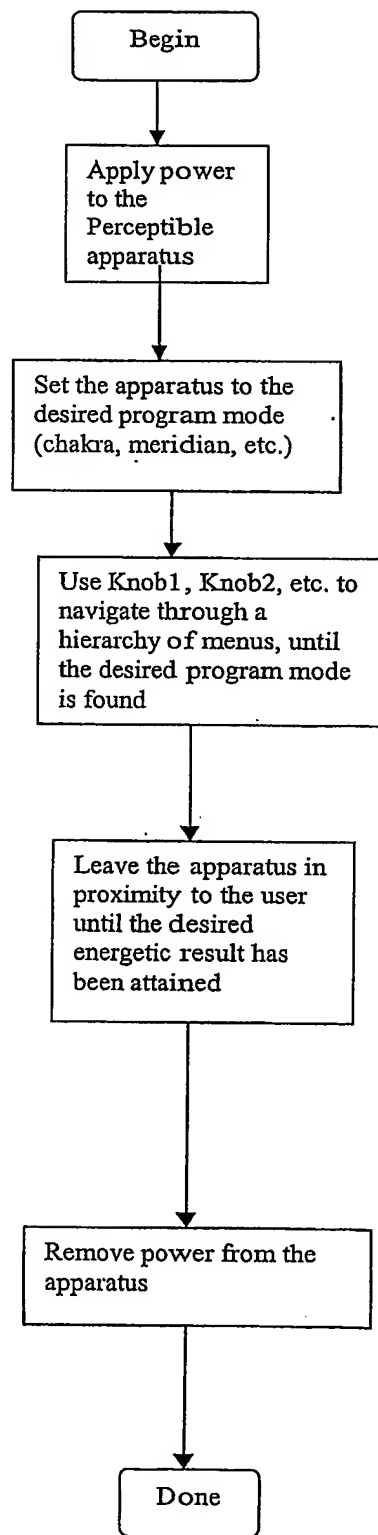 Begin
Apply power
to the
Perceptible
apparatus
Set the apparatus to the
desired program mode
(chakra, meridian, etc.)
Use Knob1, Knob2, etc. to
navigate through a
hierarchy of menus, until
the desired program mode
is found
Leave the apparatus in
proximity to the user
until the desired
energetic result has
been attained
Remove power from the
apparatus
Done